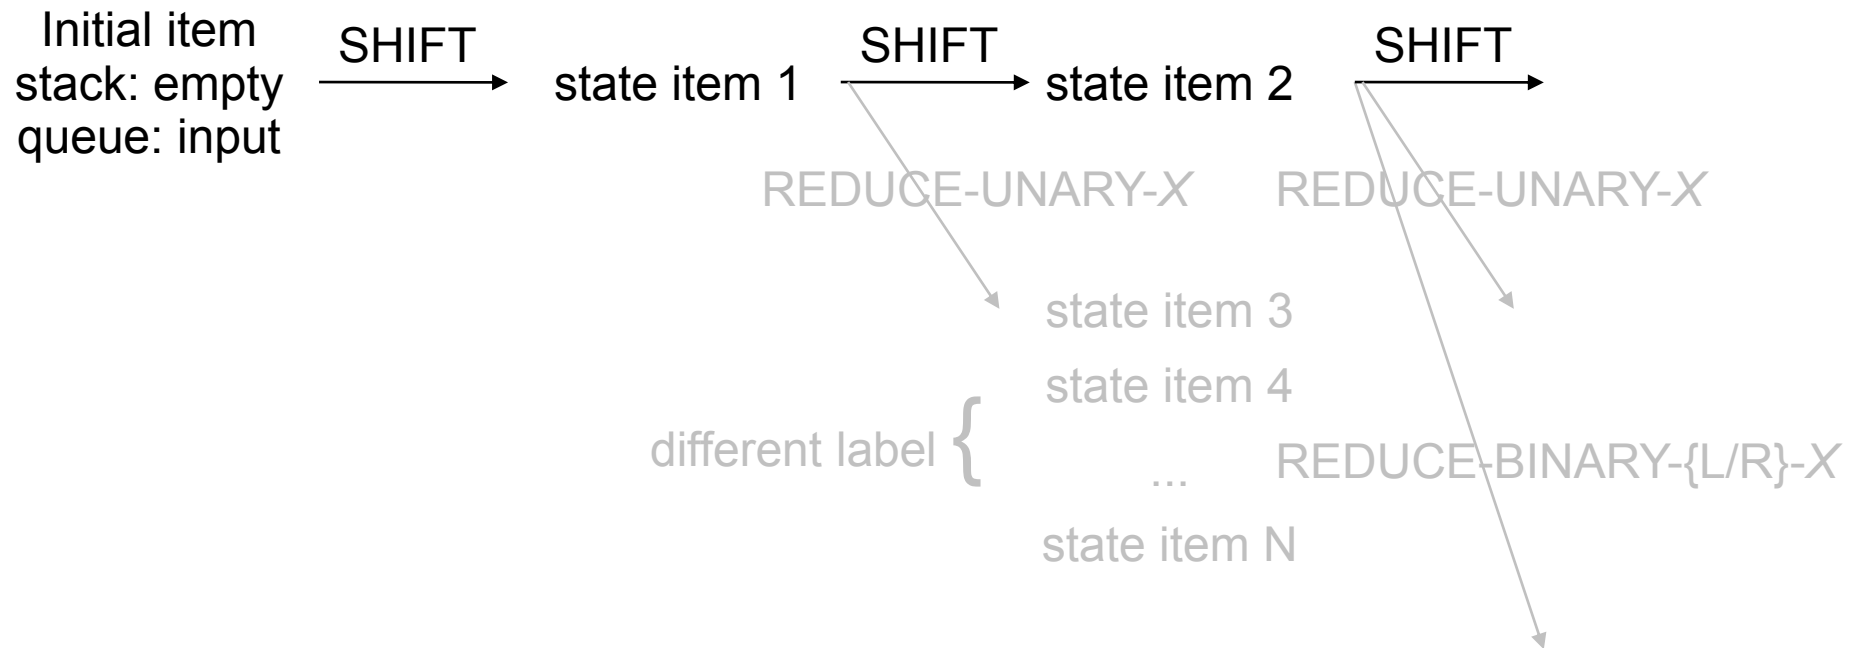 Initial item
stack: empty
queue: input
SHIFT
state item 1
SHIFT
state item 2
SHIFT
REDUCE-UNARY-X
REDUCE-UNARY-X
state item 3
state item 4
different label {
...
REDUCE-BINARY-{L/R}-X
state item N